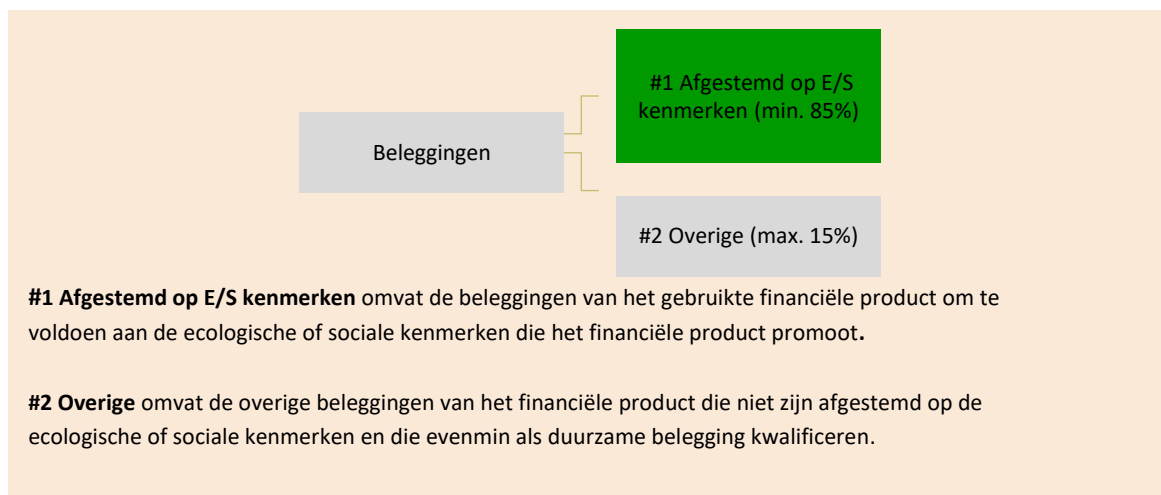 #1 Afgestemd op E/S
kenmerken (min. 85%)
Beleggingen
#2 Overige (max. 15%)
#1 Afgestemd op E/S kenmerken omvat de beleggingen van het gebruikte financiële product om te
voldoen aan de ecologische of sociale kenmerken die het financiële product promoot.
#2 Overige omvat de overige beleggingen van het financiële product die niet zijn afgestemd op de
ecologische of sociale kenmerken en die evenmin als duurzame belegging kwalificeren.